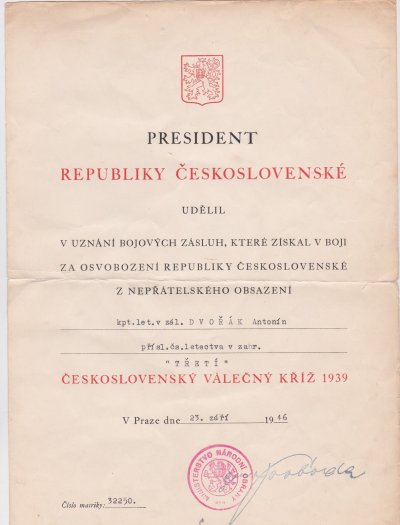 PRESIDENT
REPUBLIKY ČESKOSLOVENSKÉ
UDĚLIL
V UZNÁNÍ BOJOVÝCH ZÁSLUH, KTERÉ ZÍSKAL V BOJI
ZA OSVOBOZENÍ REPUBLIKY ČESKOSLOVENSKÉ
Z NEPŘÁTELSKÉHO OBSAZENÍ
kpt.let.v zál. D V O Ř Á K Antonín
přísl.čs.letectva v zahr.
"T Ř E T Í"
ČESKOSLOVENSKÝ VÁLEČNÝ KŘÍŽ 1939
V Praze dne 23. září 1946
MINISTERSTVO NÁRODNÍ OBRANY
Svoboda
Číslo matriky: 32250.